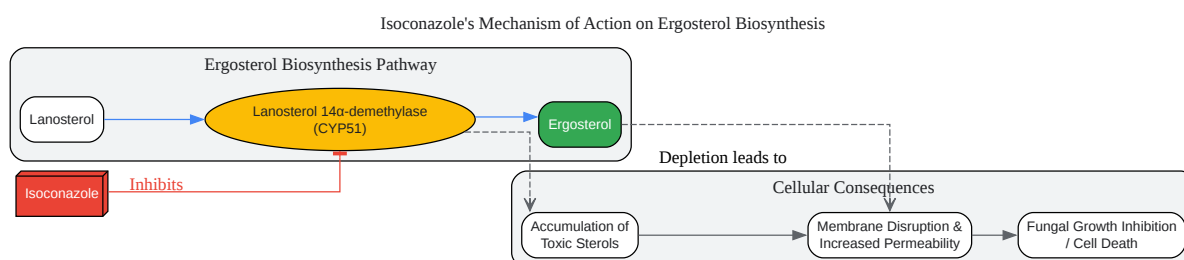 Isoconazole's Mechanism of Action on Ergosterol Biosynthesis
Ergosterol Biosynthesis Pathway
Lanosterol
Lanosterol 14α-demethylase
(CYP51)
Ergosterol
Isoconazole
Inhibits
Depletion leads to
Cellular Consequences
Accumulation of
Toxic Sterols
Membrane Disruption &
Increased Permeability
Fungal Growth Inhibition
/ Cell Death